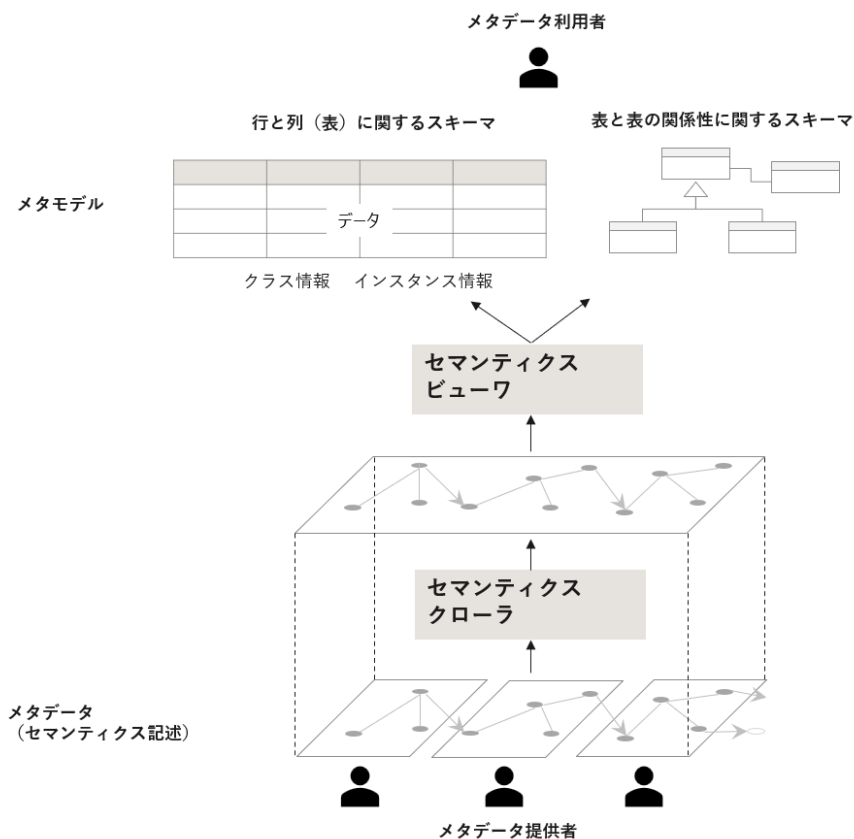 メタデータ利用者
行と列（表）に関するスキーマ
表と表の関係性に関するスキーマ
メタモデル
データ
クラス情報 インスタンス情報
セマンティクス
ビューワ
セマンティクス
クローラ
メタデータ
（セマンティクス記述）
メタデータ提供者